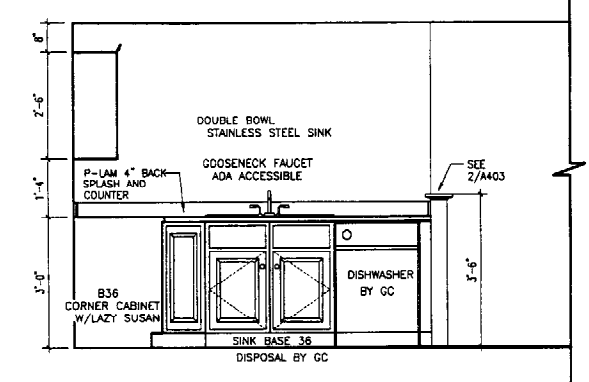 8"
2'-6"
1'-4"
3'-0"
DOUBLE BOWL
STAINLESS STEEL SINK
GOOSENECK FAUCET
ADA ACCESSIBLE
P-LAM 4" BACK
SPLASH AND
COUNTER
SEE
2/A403
3'-6"
DISHWASHER
BY GC
B36
CORNER CABINET
W/LAZY SUSAN
SINK BASE 36
DISPOSAL BY GC